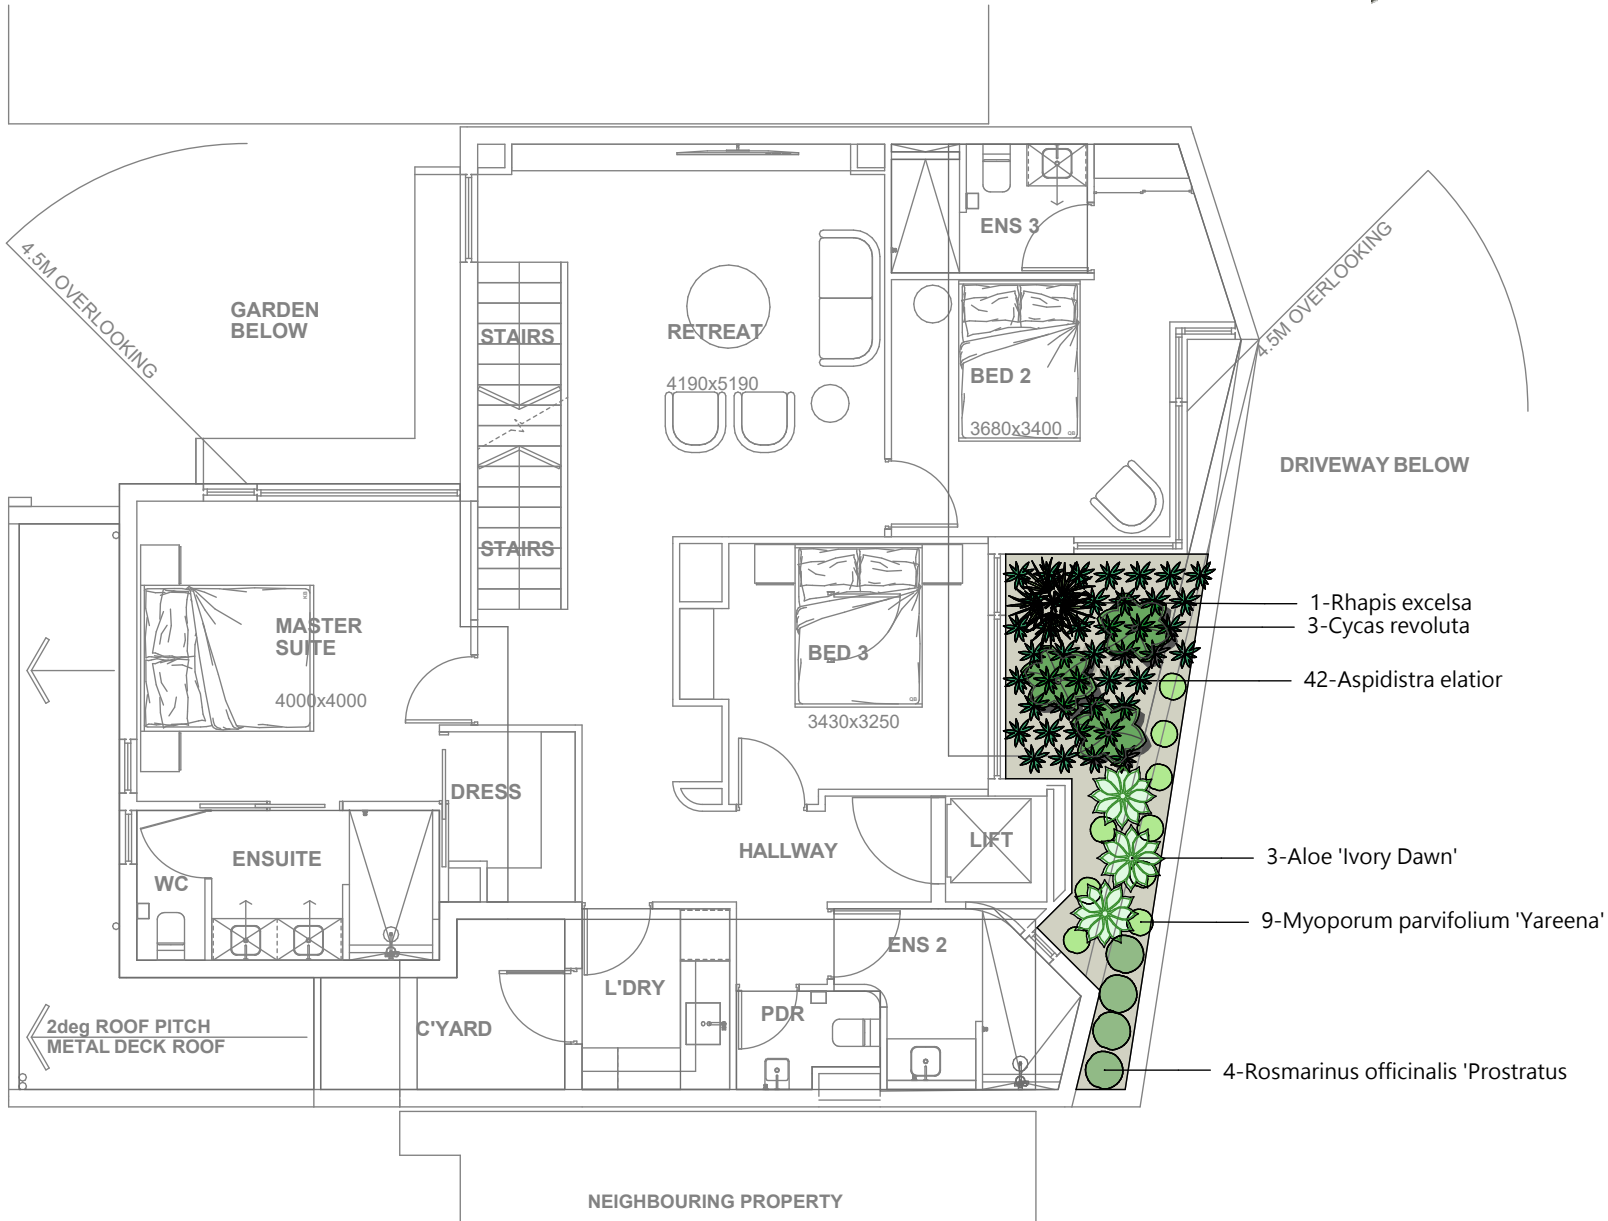 ENS 3
4.5M OVERLOOKING
4.5M OVERLOOKING
GARDEN
BELOW
STAIRS
RETREAT
4190x5190
BED 2
3680x3400
DRIVEWAY BELOW
STAIRS
MASTER
SUITE
4000x4000
BED 3
3430x3250
1-Rhapis excelsa
3-Cycas revoluta
42-Aspidistra elatior
DRESS
HALLWAY
LIFT
ENSUITE
WC
3-Aloe 'Ivory Dawn'
9-Myoporum parvifolium 'Yareena'
ENS 2
L'DRY
PDR
C'YARD
2deg ROOF PITCH
METAL DECK ROOF
4-Rosmarinus officinalis 'Prostratus
NEIGHBOURING PROPERTY